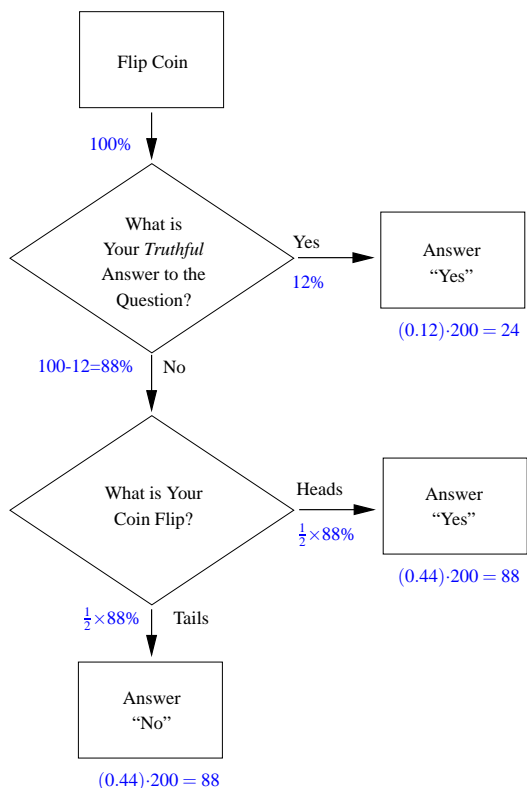 Flip Coin
100%
What is
Your Truthful
Answer to the
Question?
Yes
12%
Answer
“Yes”
(0.12)·200 = 24
100-12=88%
No
What is Your
Coin Flip?
Heads
½×88%
Answer
“Yes”
(0.44)·200 = 88
½×88%
Tails
Answer
“No”
(0.44)·200 = 88